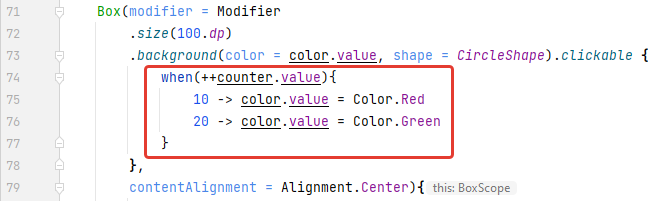 71 Box(modifier = Modifier
72 .size(100.dp)
73 .background(color = color.value, shape = CircleShape).clickable {
74 when(++counter.value){
75 10 -> color.value = Color.Red
76 20 -> color.value = Color.Green
77 }
78 },
79 contentAlignment = Alignment.Center){ this: BoxScope